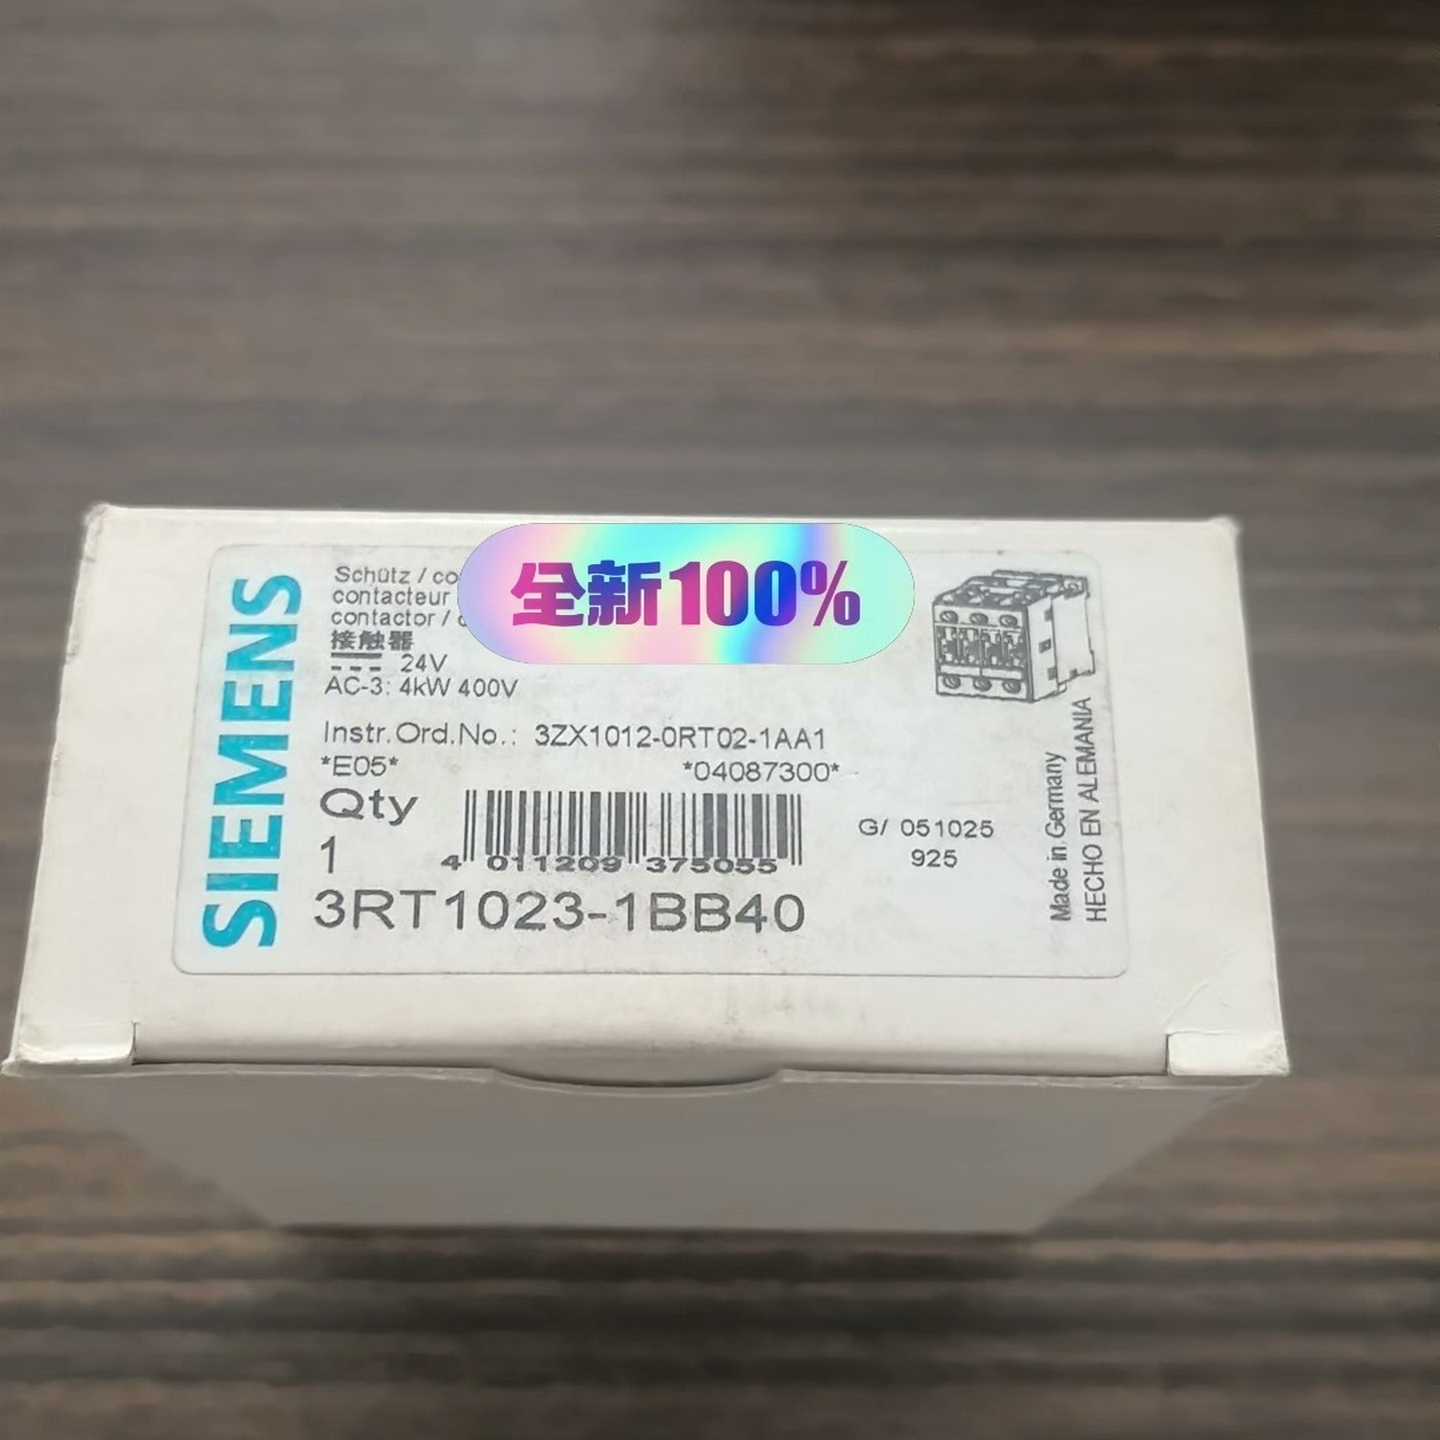 全新100%
SIEMENS
Schütz / co
contacteur
contactor / c
接触器
24V
AC-3: 4kW 400V
Instr.Ord.No.: 3ZX1012-0RT02-1AA1
*E05* *04087300*
Qty
1
4 011209 375055
G/ 051025
925
3RT1023-1BB40
Made in Germany
HECHO EN ALEMANIA